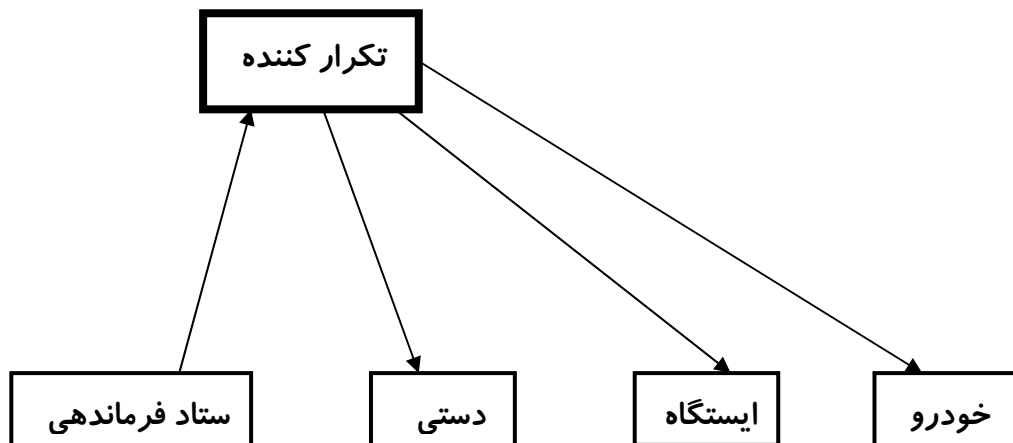 تکرار کننده
ستاد فرماندهی
دستی
ایستگاه
خودرو